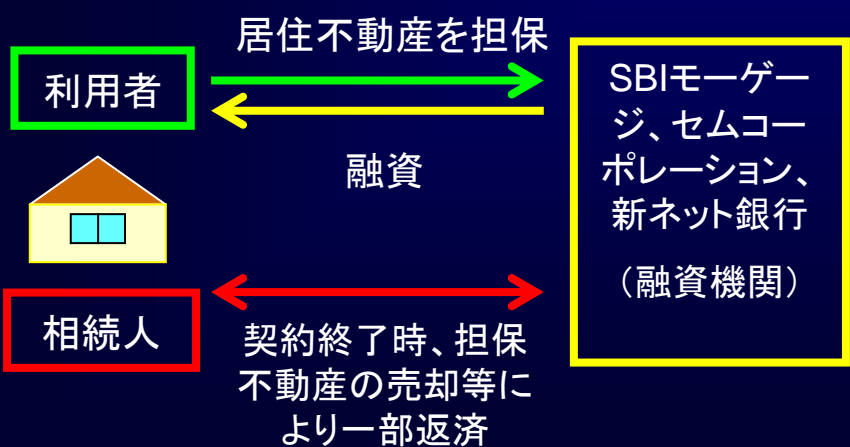 居住不動産を担保
利用者
融資
SBIモーゲー
ジ、セムコー
ポレーション、
新ネット銀行
（融資機関）
相続人
契約終了時、担保
不動産の売却等に
より一部返済